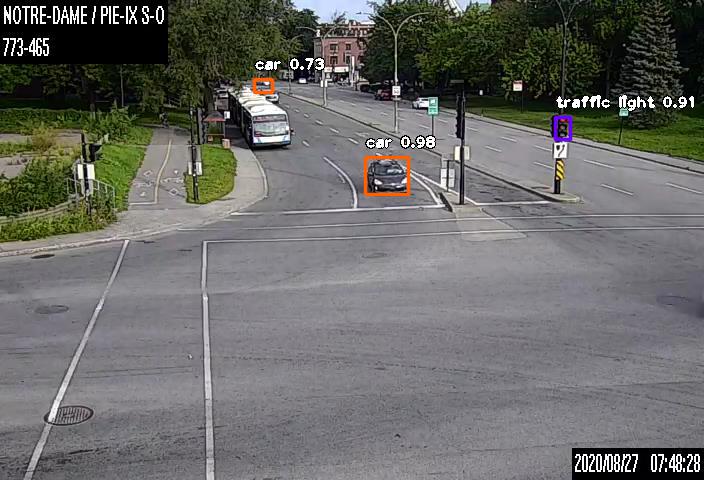 NOTRE-DAME / PIE-IX S-O
773-465
car 0.73
traffic light 0.91
car 0.98
2020/08/27 07:48:28